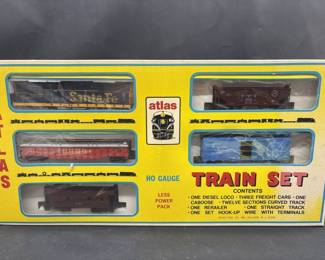 Santa Fe
atlas
ATLAS
HO GAUGE
LESS
POWER
PACK
TRAIN SET
CONTENTS
· ONE DIESEL LOCO · THREE FREIGHT CARS · ONE
CABOOSE · TWELVE SECTIONS CURVED TRACK
· ONE RERAILER · ONE STRAIGHT TRACK
· ONE SET HOOK-UP WIRE WITH TERMINALS